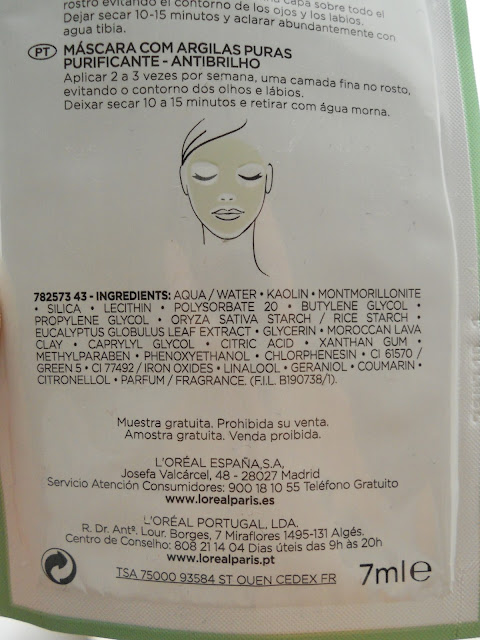 capa sobre todo el
rostro evitando el contorno de los ojos y los labios.
Dejar secar 10-15 minutos y aclarar abundantemente con
agua tibia.
PT MÁSCARA COM ARGILAS PURAS
PURIFICANTE - ANTIBRILHO
Aplicar 2 a 3 vezes por semana, uma camada fina no rosto,
evitando o contorno dos olhos e lábios.
Deixar secar 10 a 15 minutos e retirar com água morna.
782573 43 - INGREDIENTS: AQUA / WATER • KAOLIN • MONTMORILLONITE
• SILICA • LECITHIN • POLYSORBATE 20 • BUTYLENE GLYCOL •
PROPYLENE GLYCOL • ORYZA SATIVA STARCH / RICE STARCH •
EUCALYPTUS GLOBULUS LEAF EXTRACT • GLYCERIN • MOROCCAN LAVA
CLAY • CAPRYLYL GLYCOL • CITRIC ACID • XANTHAN GUM •
METHYLPARABEN • PHENOXYETHANOL • CHLORPHENESIN • CI 61570 /
GREEN 5 • CI 77492 / IRON OXIDES • LINALOOL • GERANIOL • COUMARIN •
CITRONELLOL • PARFUM / FRAGRANCE. (F.I.L. B190738/1).
Muestra gratuita. Prohibida su venta.
Amostra gratuita. Venda proibida.
L'ORÉAL ESPAÑA,S.A,
Josefa Valcárcel, 48 - 28027 Madrid
Servicio Atención Consumidores: 900 18 10 55 Teléfono Gratuito
www.lorealparis.es
L'ORÉAL PORTUGAL, LDA.
R. Dr. Antº. Lour. Borges, 7 Miraflores 1495-131 Algés.
Centro de Conselho: 808 21 14 04 Dias úteis das 9h às 20h
www.lorealparis.pt
TSA 75000 93584 ST OUEN CEDEX FR
7ml e